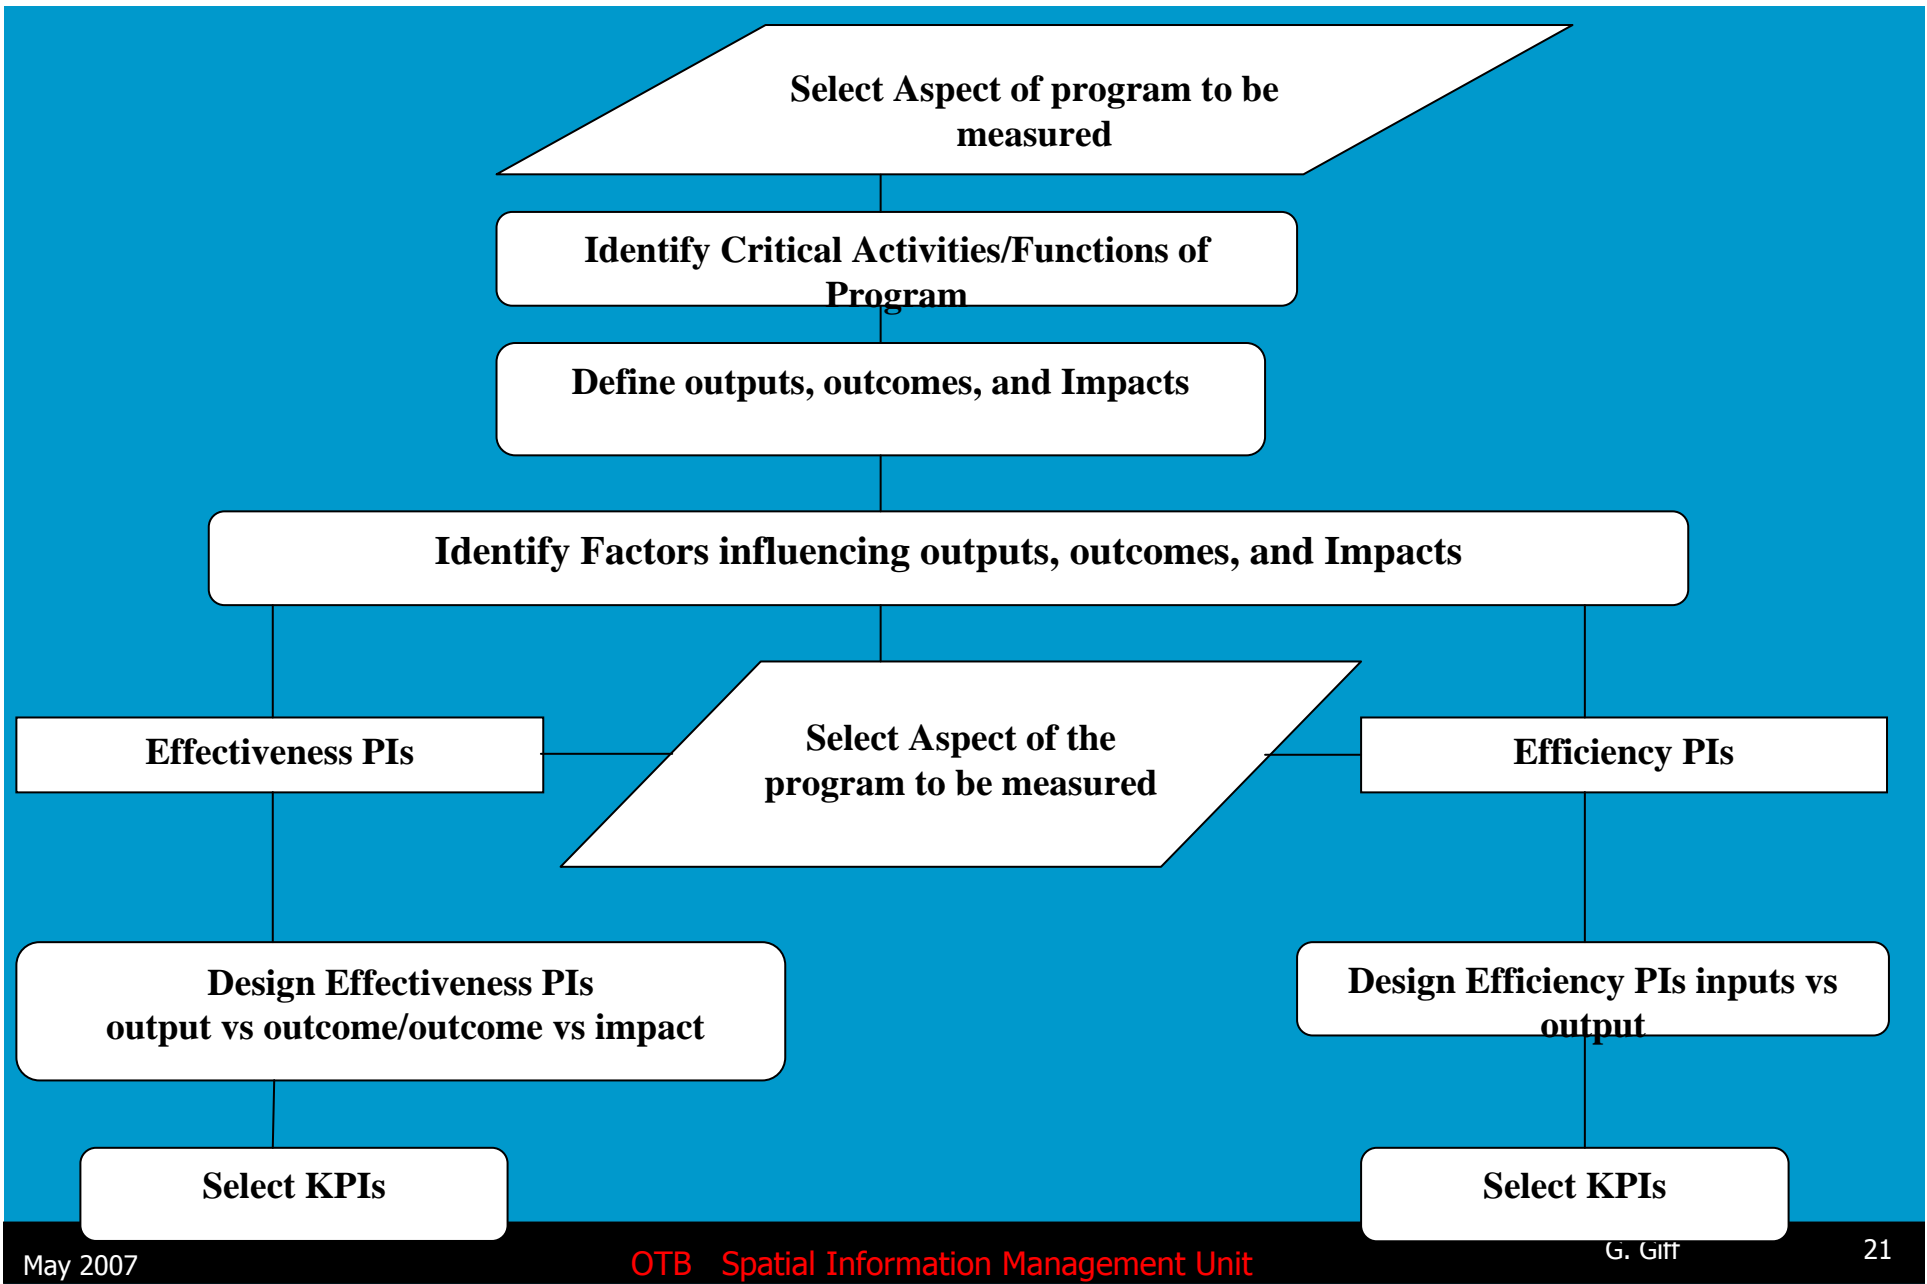 Select Aspect of program to be
measured
Identify Critical Activities/Functions of
Program
Define outputs, outcomes, and Impacts
Identify Factors influencing outputs, outcomes, and Impacts
Effectiveness PIs
Select Aspect of the
program to be measured
Efficiency PIs
Design Effectiveness PIs
output vs outcome/outcome vs impact
Design Efficiency PIs inputs vs
output
Select KPIs
Select KPIs
May 2007
OTB Spatial Information Management Unit
G. Giff
21